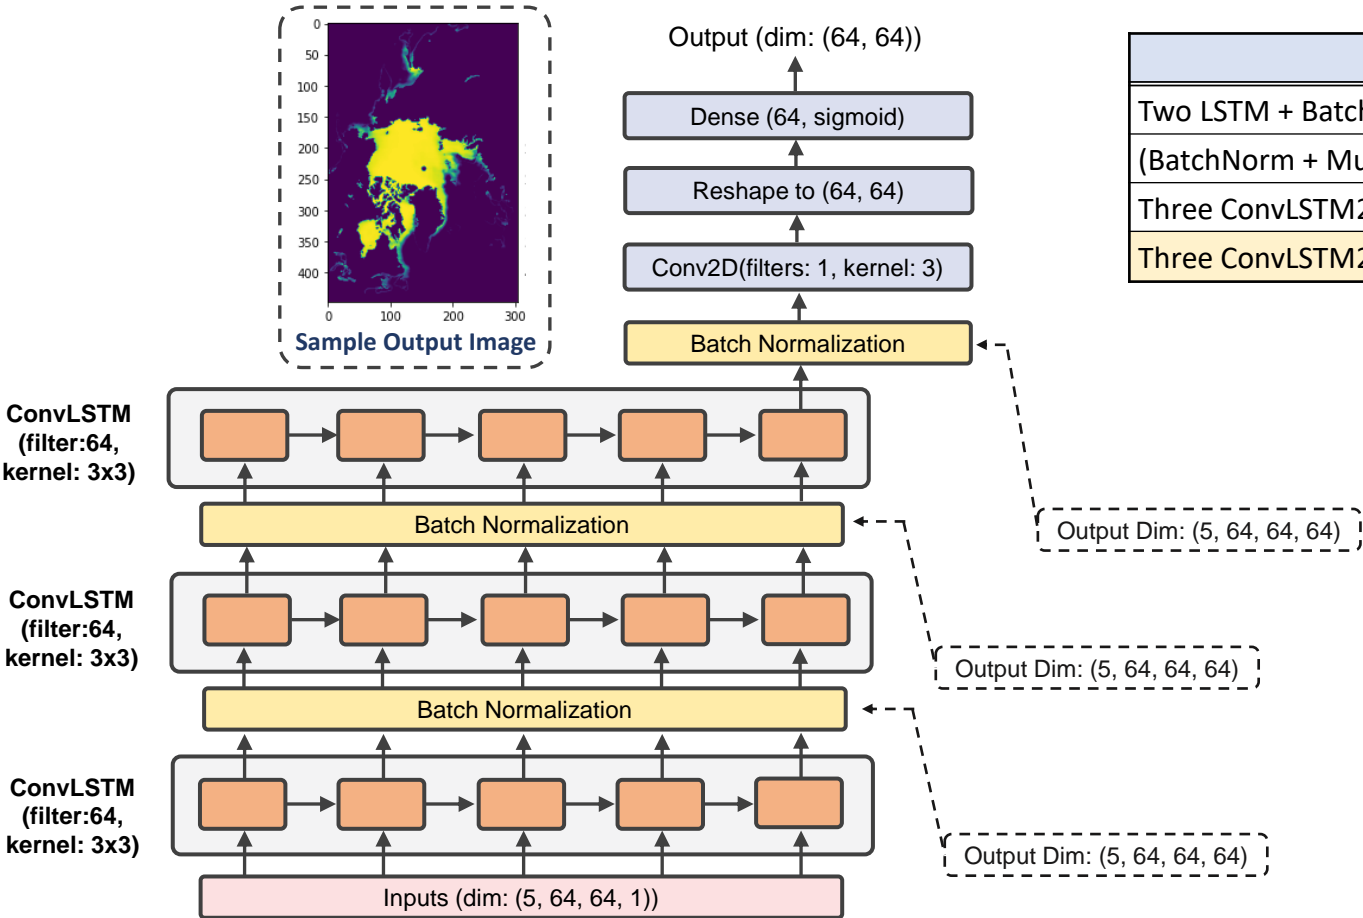 0
50
100
150
200
250
300
350
400
0
100
200
300
Sample Output Image
Output (dim: (64, 64))
Dense (64, sigmoid)
Reshape to (64, 64)
Conv2D(filters: 1, kernel: 3)
Batch Normalization
Two LSTM + Batch
(BatchNorm + Mu
Three ConvLSTM2
Three ConvLSTM2
ConvLSTM
(filter:64,
kernel: 3x3)
Batch Normalization
Output Dim: (5, 64, 64, 64)
ConvLSTM
(filter:64,
kernel: 3x3)
Output Dim: (5, 64, 64, 64)
Batch Normalization
ConvLSTM
(filter:64,
kernel: 3x3)
Output Dim: (5, 64, 64, 64)
Inputs (dim: (5, 64, 64, 1))